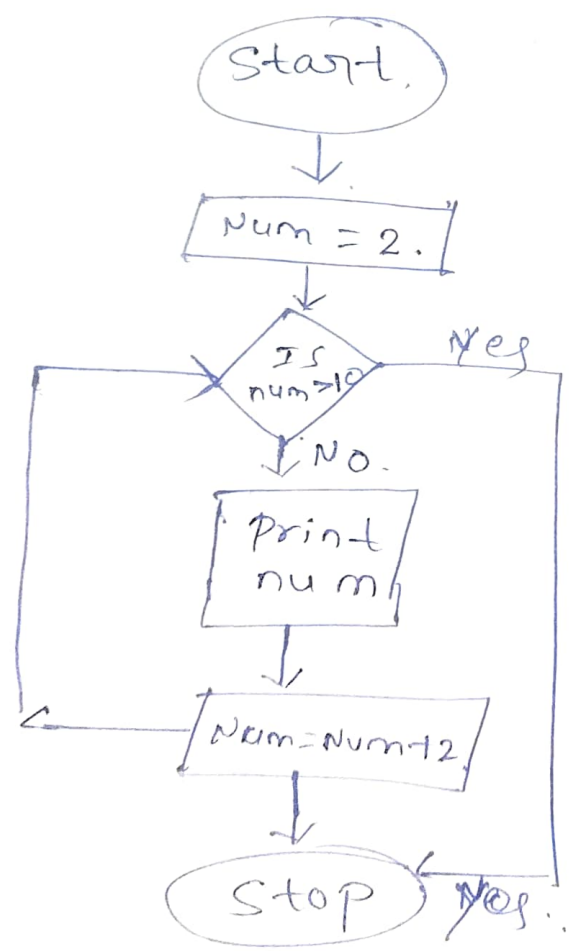 Start.
Num = 2.
Is
num>10
Yes
No.
Print
num
Num=Num+2
Stop
Yes.